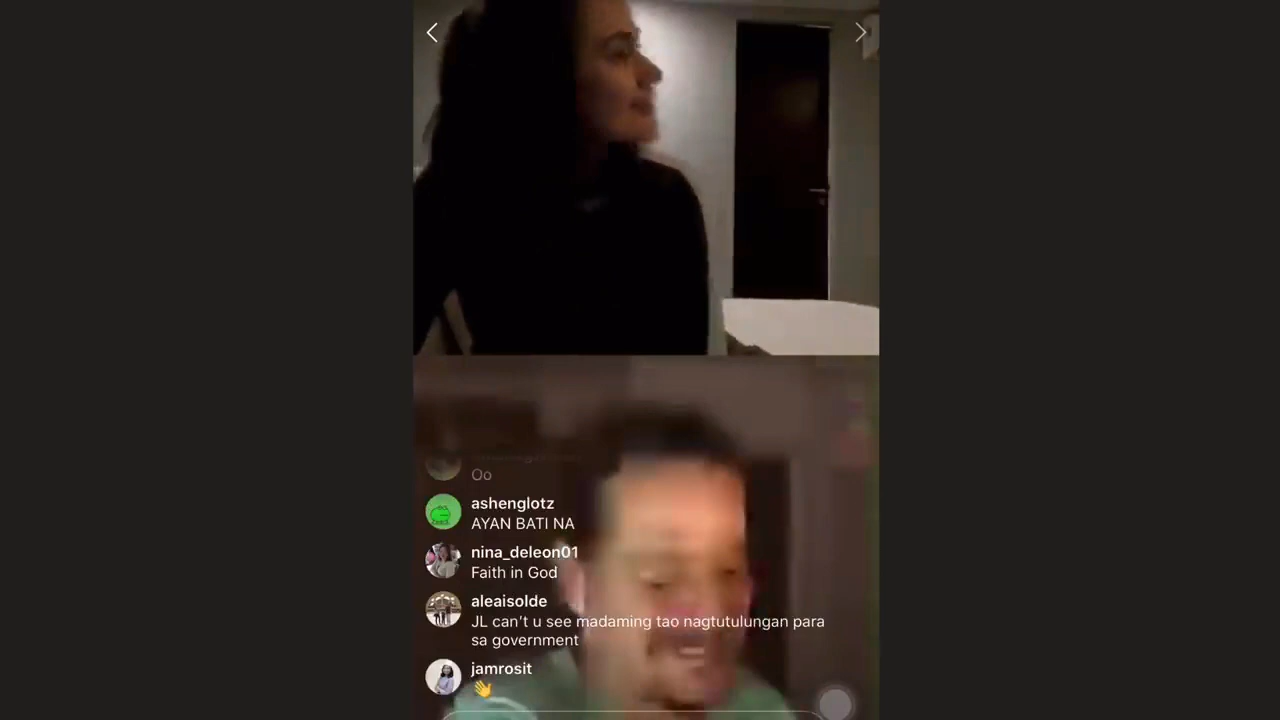 Oo
ashenglotz
AYAN BATI NA
nina_deleon01
Faith in God
aleaisolde
JL can't u see madaming tao nagtutulungan para
sa government
jamrosit
👋